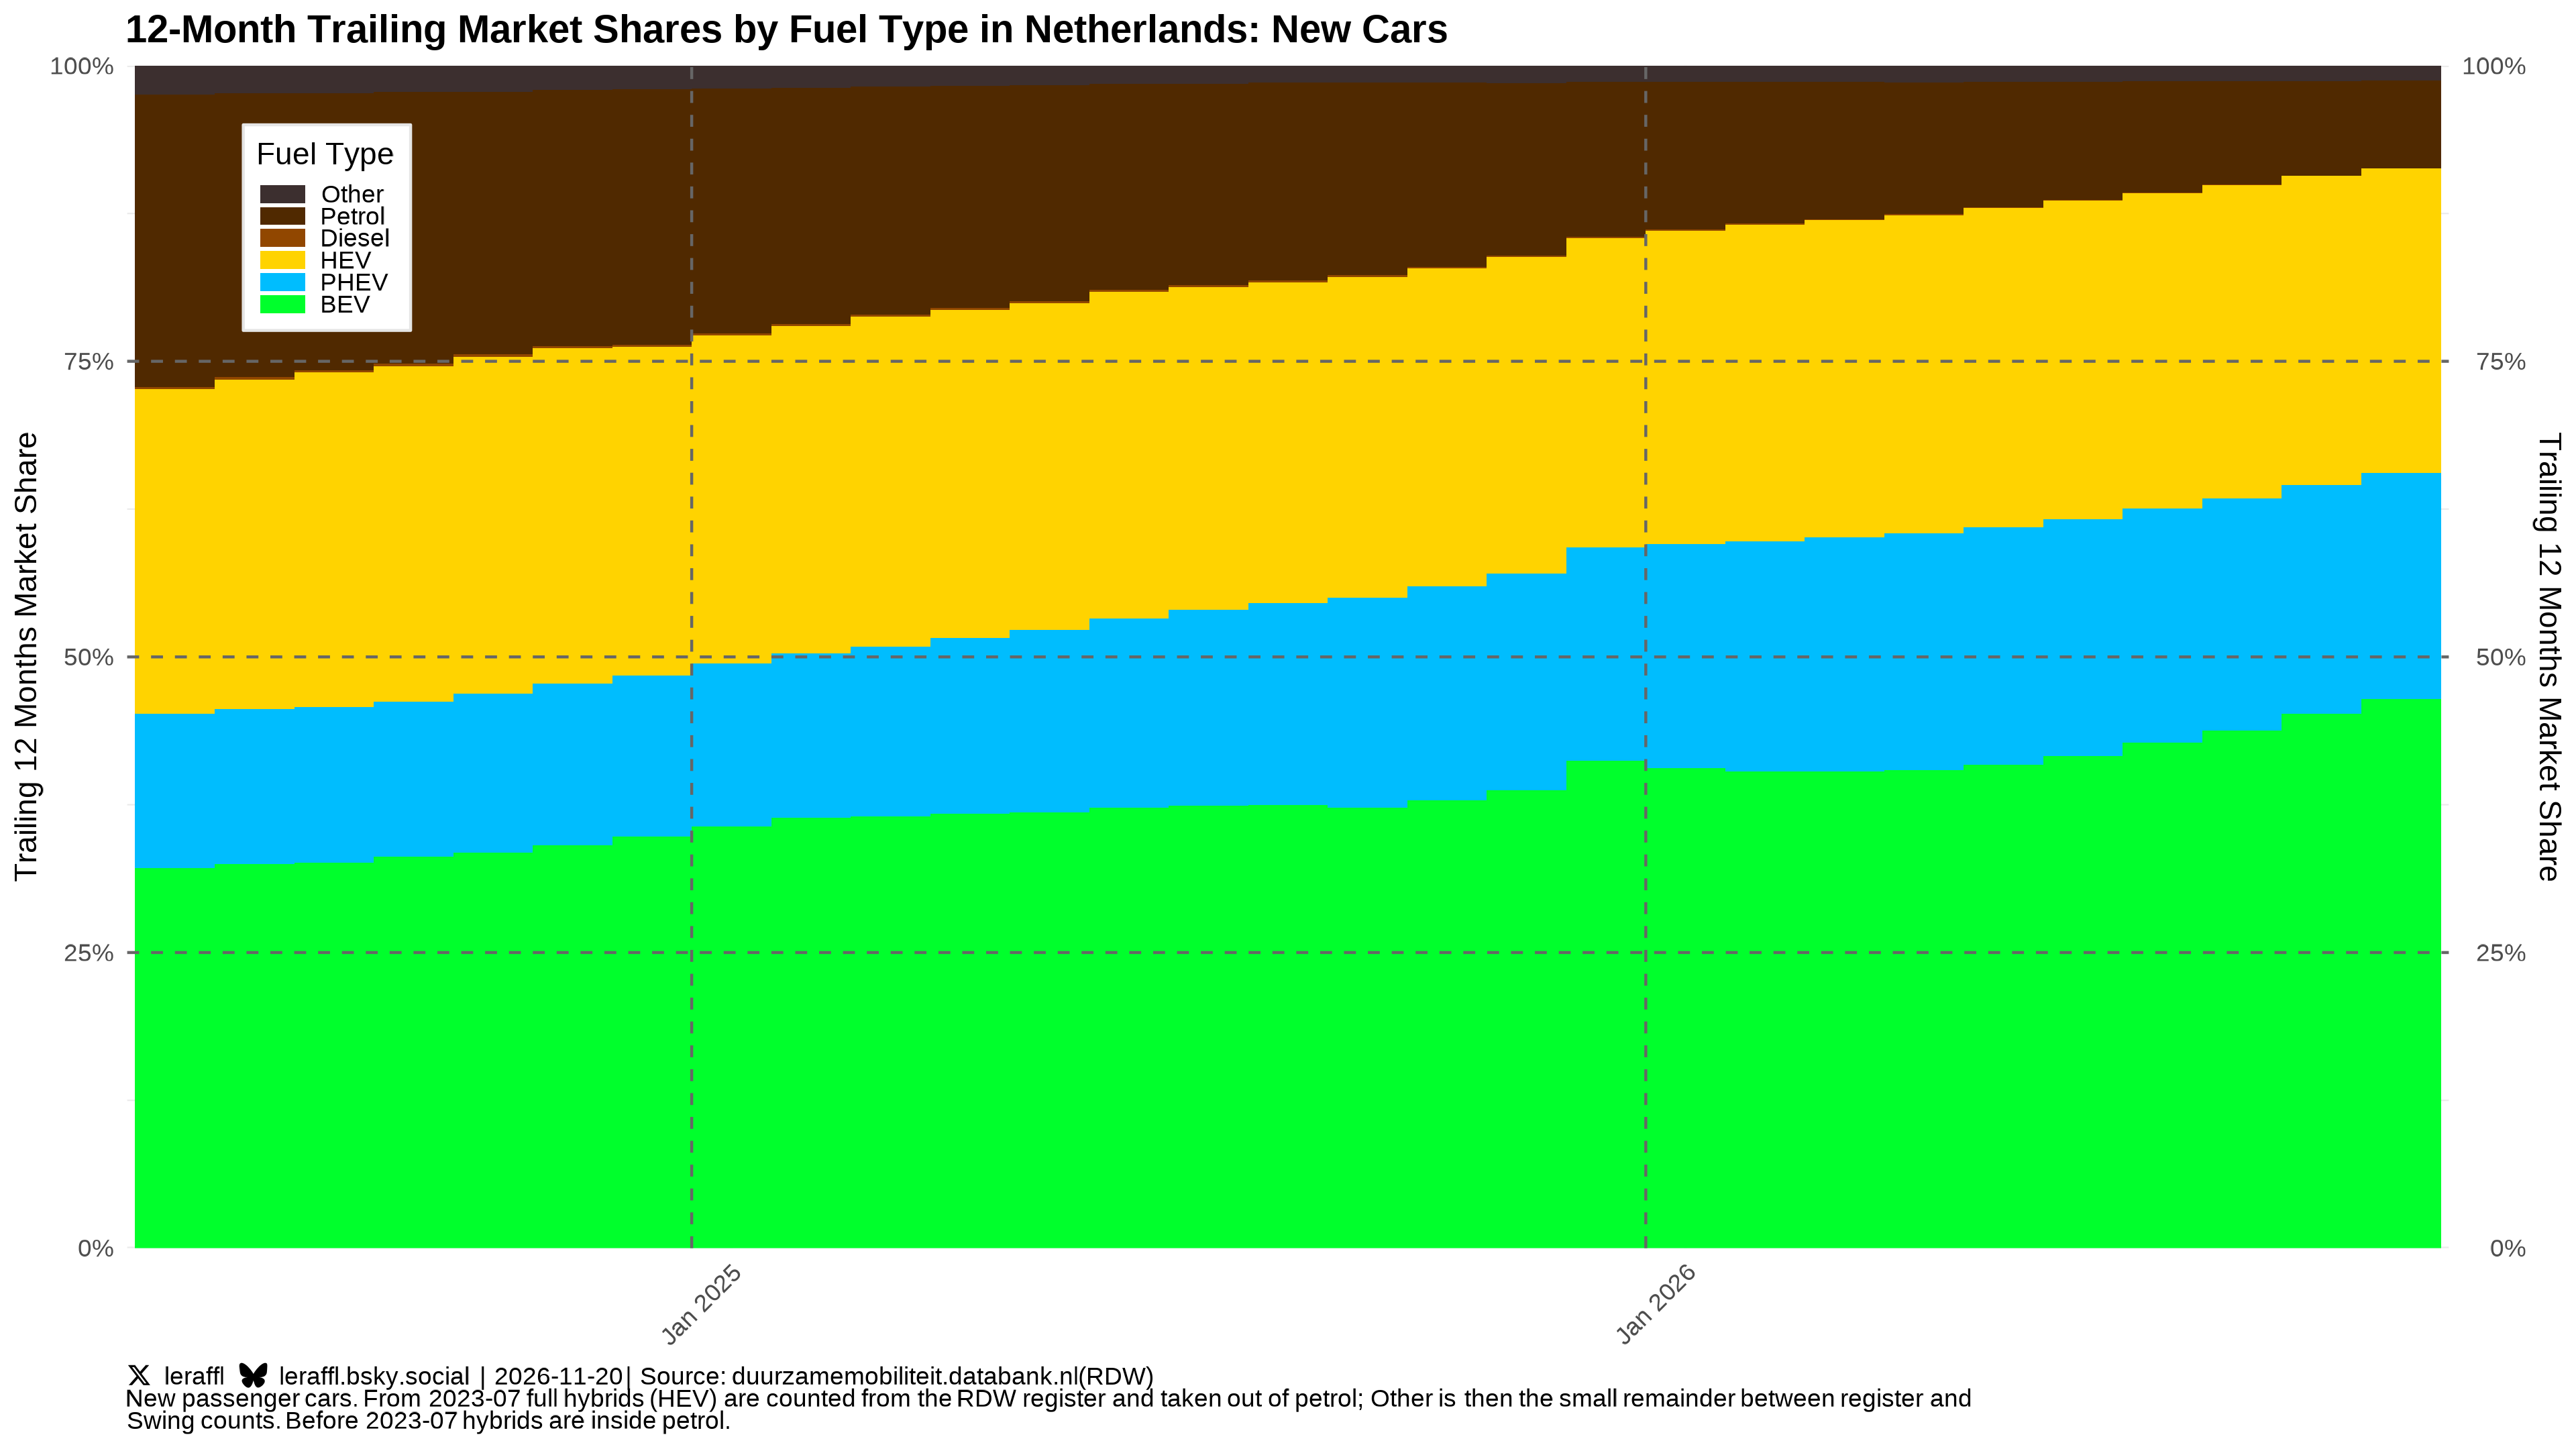 12-Month Trailing Market Shares by Fuel Type in Netherlands: New Cars
100%
100%
Fuel Type
Other
Petrol
Diesel
HEV
PHEV
BEV
75%
75%
Trailing 12 Months Market Share
Trailing 12 Months Market Share
50%
50%
25%
25%
0%
0%
Jan 2025
Jan 2026
leraffl leraffl.bsky.social | 2026-11-20| Source: duurzamemobiliteit.databank.nl(RDW)
New passenger cars. From 2023-07 full hybrids (HEV) are counted from the RDW register and taken out of petrol; Other is then the small remainder between register and
Swing counts. Before 2023-07 hybrids are inside petrol.